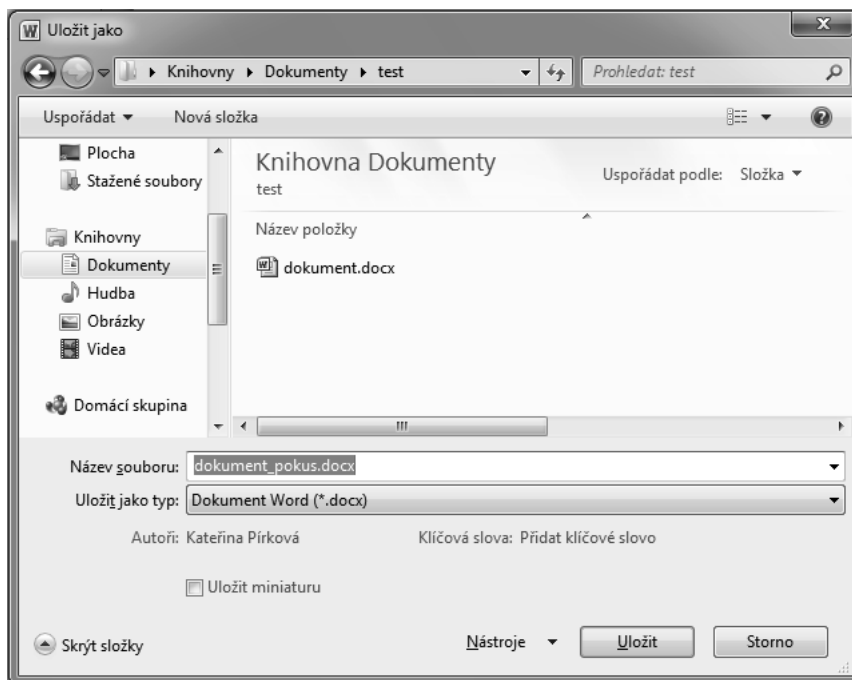 Uložit jako
Knihovny Dokumenty test Prohledat: test
Uspořádat Nová složka
Plocha
Stažené soubory
Knihovny
Dokumenty
Hudba
Obrázky
Videa
Domácí skupina
Knihovna Dokumenty
test
Uspořádat podle: Složka
Název položky
dokument.docx
Název souboru: dokument_pokus.docx
Uložit jako typ: Dokument Word (*.docx)
Autoři: Kateřina Pírková Klíčová slova: Přidat klíčové slovo
Uložit miniaturu
Skrýt složky Nástroje Uložit Storno